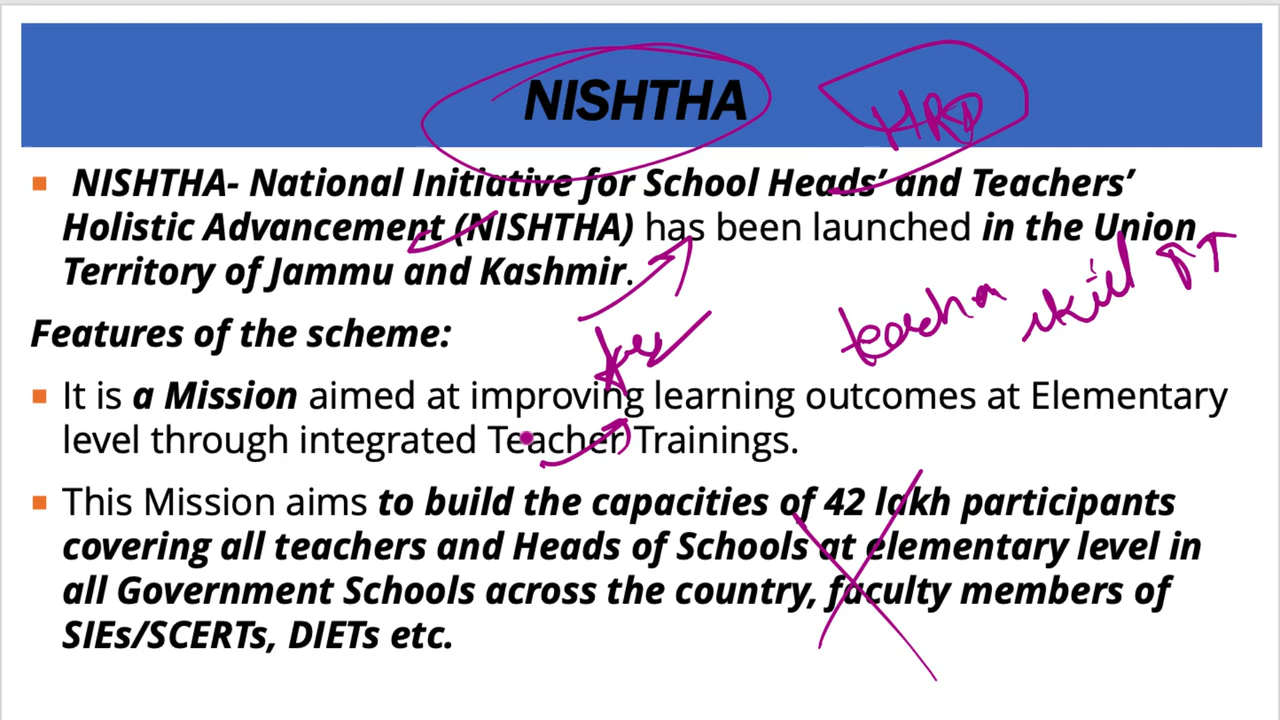 NISHTHA
HRD
NISHTHA- National Initiative for School Heads’ and Teachers’
Holistic Advancement (NISHTHA) has been launched in the Union
Territory of Jammu and Kashmir.
skill
Features of the scheme:
It is a Mission aimed at improving learning outcomes at Elementary
level through integrated Teacher Trainings.
This Mission aims to build the capacities of 42 lakh participants
covering all teachers and Heads of Schools at elementary level in
all Government Schools across the country, faculty members of
SIEs/SCERTs, DIETs etc.